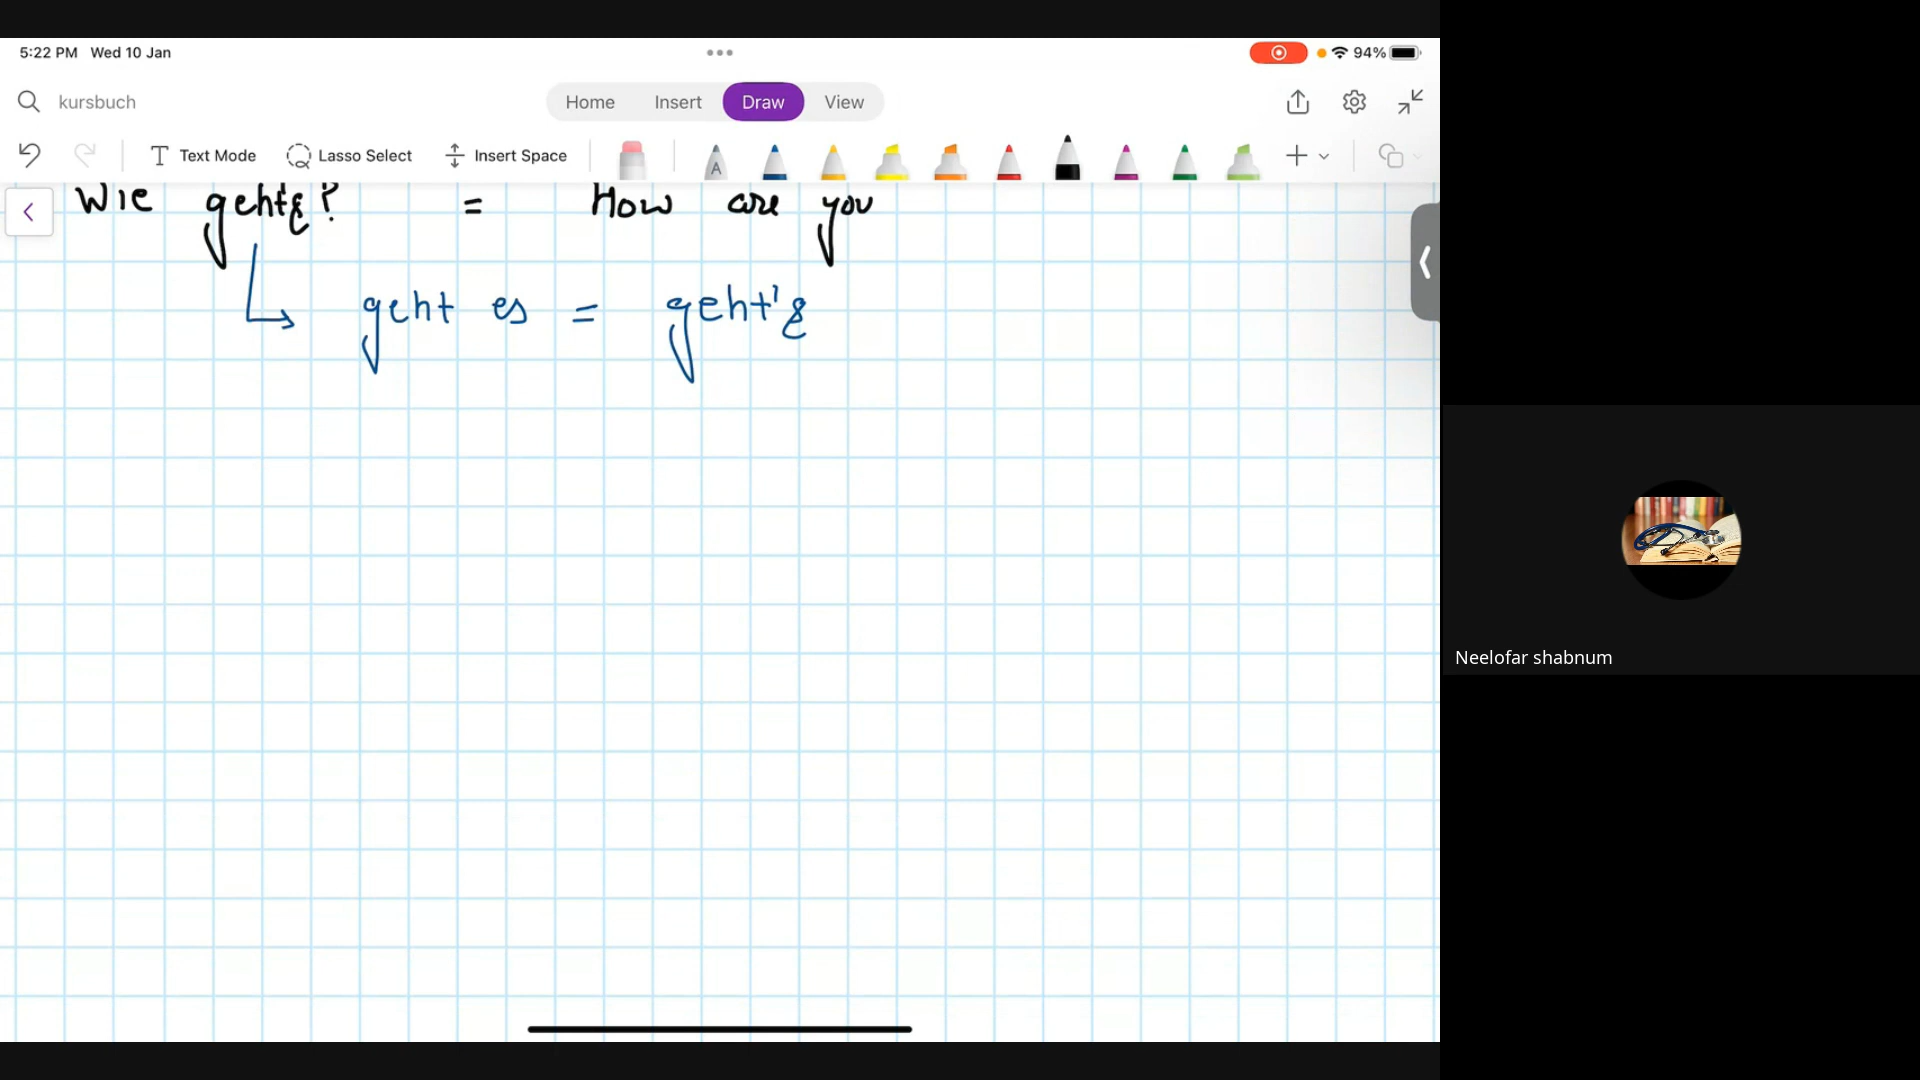 5:22 PM Wed 10 Jan
94%
kursbuch
Home Insert Draw View
Text Mode Lasso Select Insert Space A
Wie geht's? = How are you
geht es = geht's
Neelofar shabnum